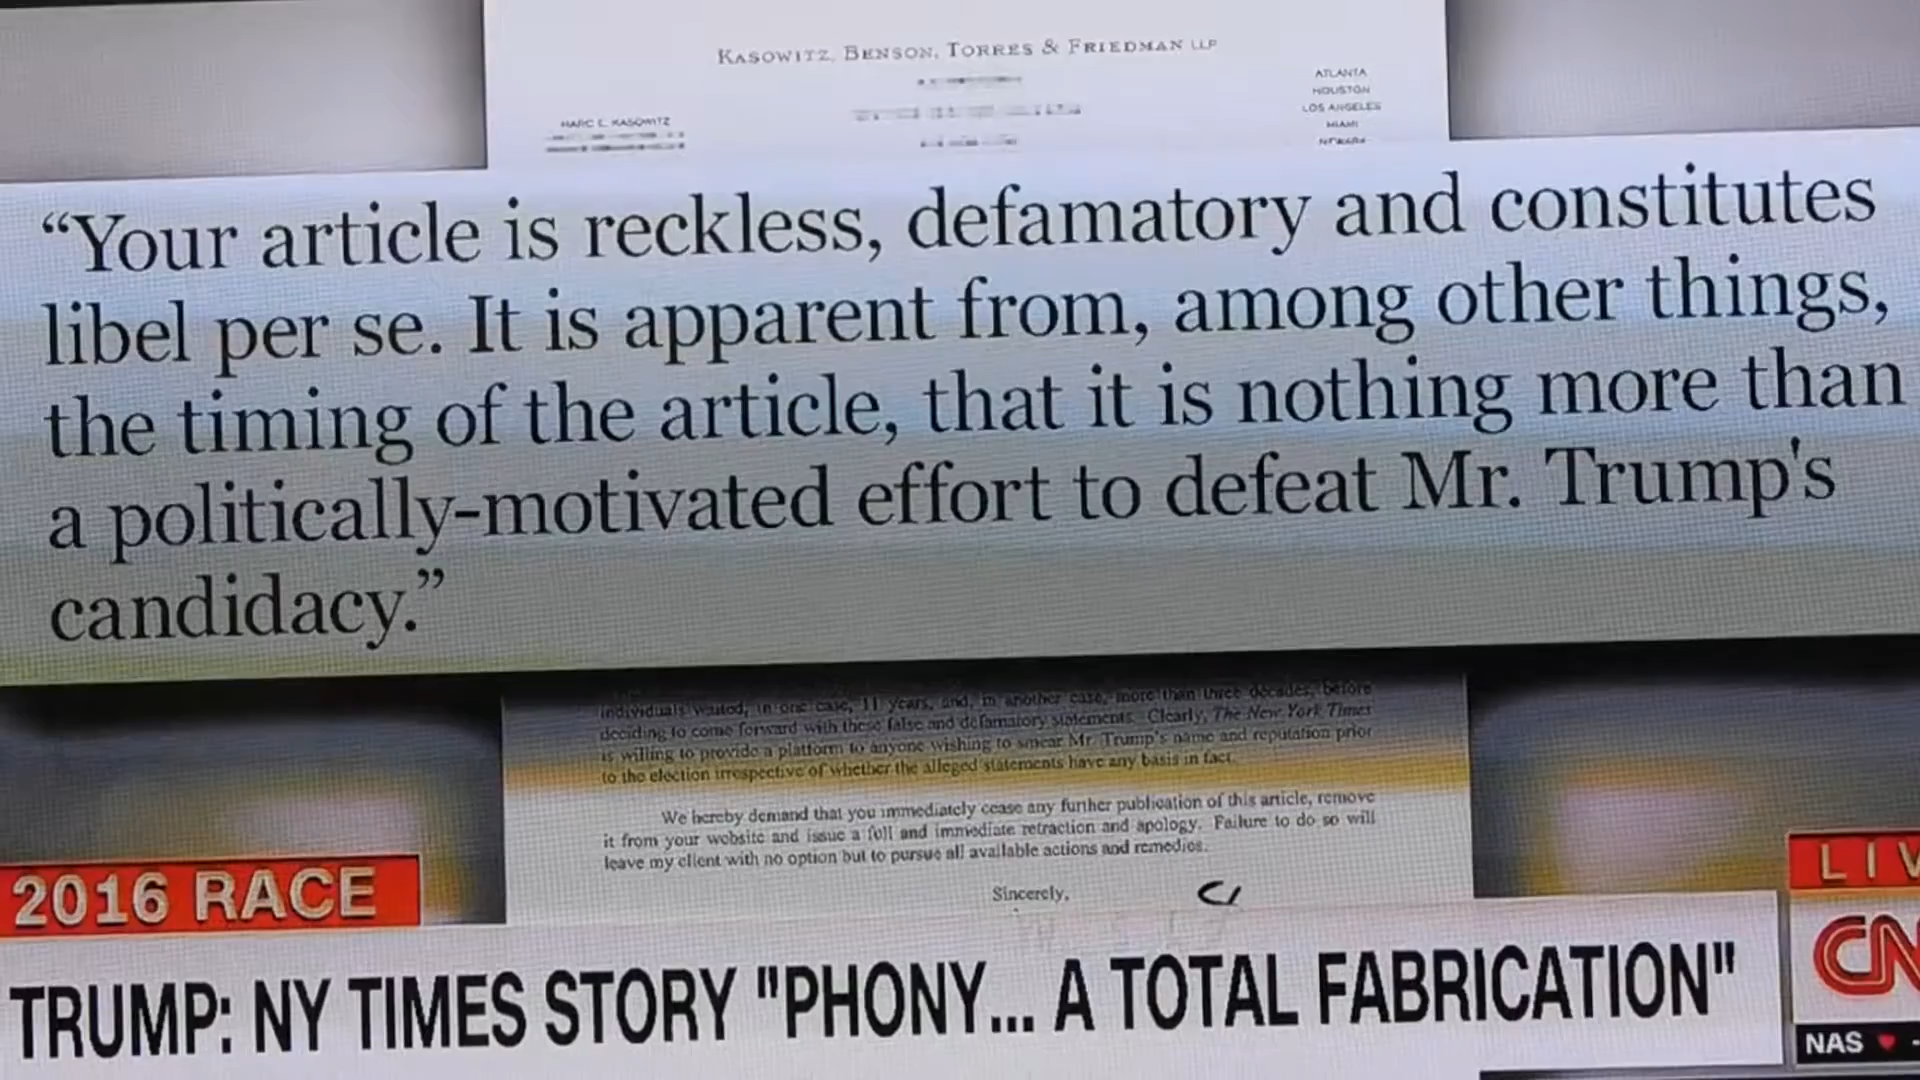 KASOWITZ, BENSON, TORRES & FRIEDMAN LLP
ATLANTA
HOUSTON
LOS ANGELES
MIAMI
NEWARK
MARC E. KASOWITZ
“Your article is reckless, defamatory and constitutes
libel per se. It is apparent from, among other things,
the timing of the article, that it is nothing more than
a politically-motivated effort to defeat Mr. Trump's
candidacy.”
individuals waited, in one case, 11 years, and, in another case, more than three decades, before
deciding to come forward with these false and defamatory statements. Clearly, The New York Times
is willing to provide a platform to anyone wishing to smear Mr. Trump's name and reputation prior
to the election irrespective of whether the alleged statements have any basis in fact.
We hereby demand that you immediately cease any further publication of this article, remove
it from your website and issue a full and immediate retraction and apology. Failure to do so will
leave my client with no option but to pursue all available actions and remedies.
Sincerely,
2016 RACE
LIV
TRUMP: NY TIMES STORY "PHONY... A TOTAL FABRICATION"
CN
NAS